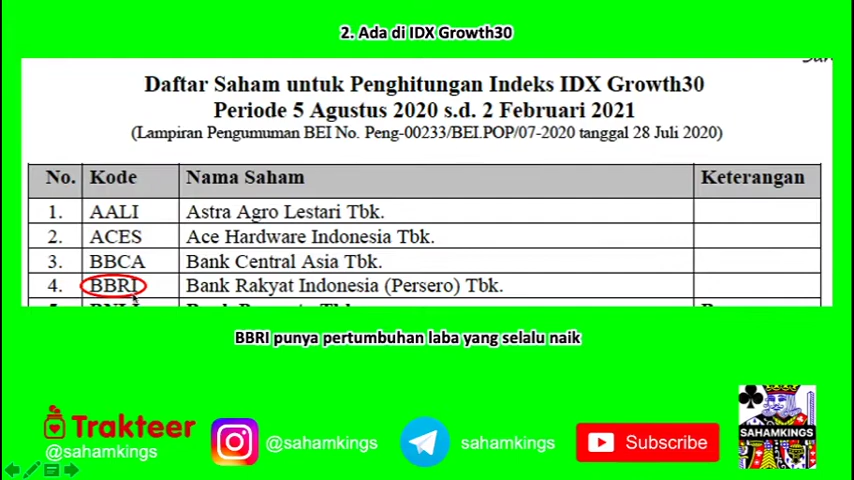 2. Ada di IDX Growth30
Daftar Saham untuk Penghitungan Indeks IDX Growth30
Periode 5 Agustus 2020 s.d. 2 Februari 2021
(Lampiran Pengumuman BEI No. Peng-00233/BEI.POP/07-2020 tanggal 28 Juli 2020)
No. Kode Nama Saham Keterangan
1. AALI Astra Agro Lestari Tbk.
2. ACES Ace Hardware Indonesia Tbk.
3. BBCA Bank Central Asia Tbk.
4. BBRI Bank Rakyat Indonesia (Persero) Tbk.
BBRI punya pertumbuhan laba yang selalu naik
Trakteer
@sahamkings
@sahamkings
sahamkings
Subscribe
SAHAMKINGS